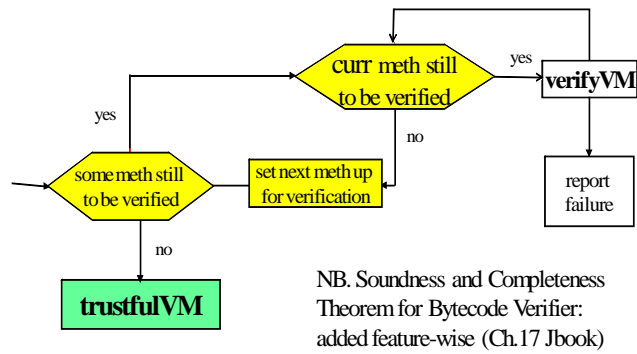 curr meth still
to be verified
yes
verifyVM
yes
no
some meth still
to be verified
set next meth up
for verification
report
failure
no
trustfulVM
NB. Soundness and Completeness
Theorem for Bytecode Verifier:
added feature-wise (Ch.17 Jbook)